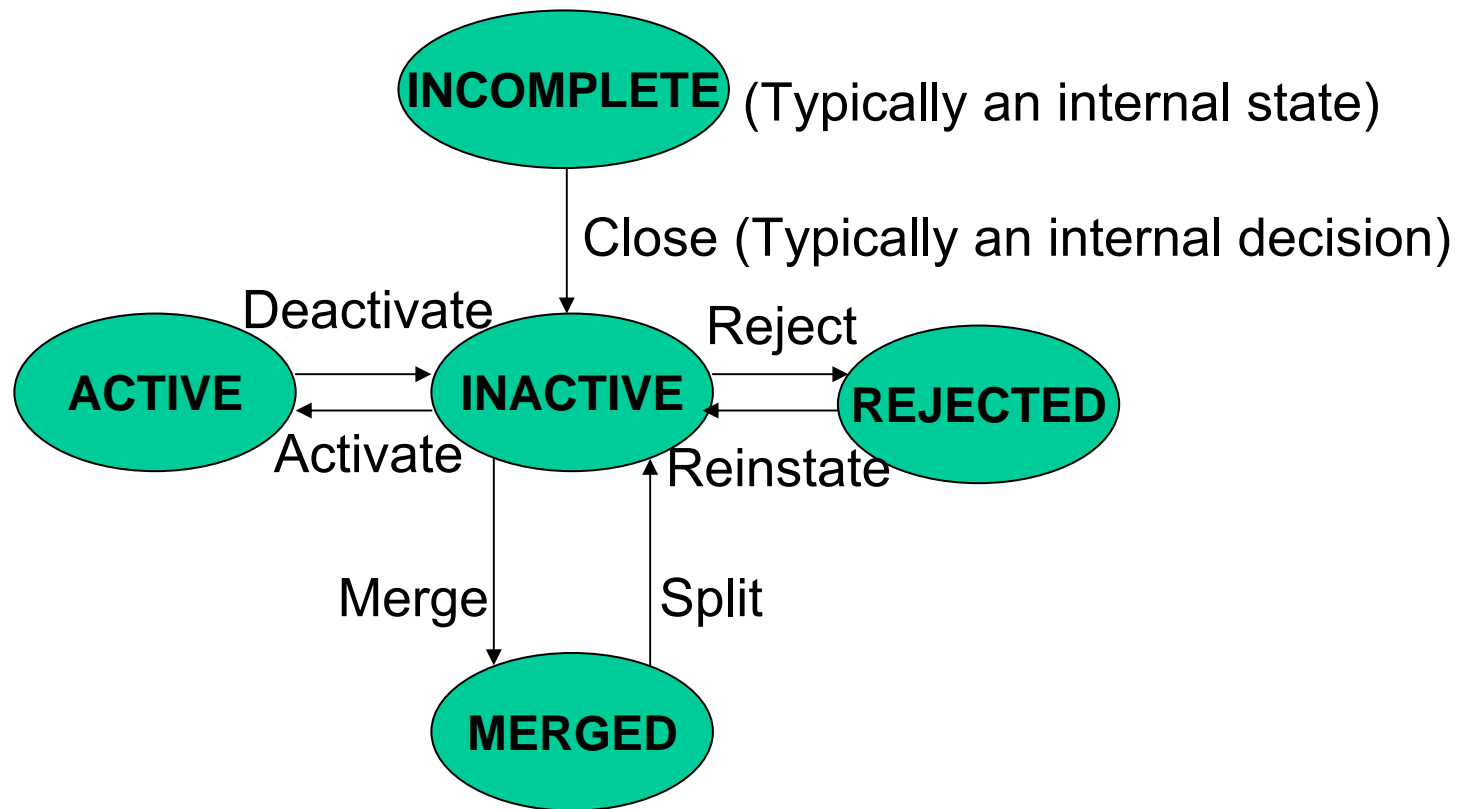 INCOMPLETE (Typically an internal state)
Close (Typically an internal decision)
Deactivate
Reject
ACTIVE
INACTIVE
REJECTED
Activate
Reinstate
Merge
Split
MERGED